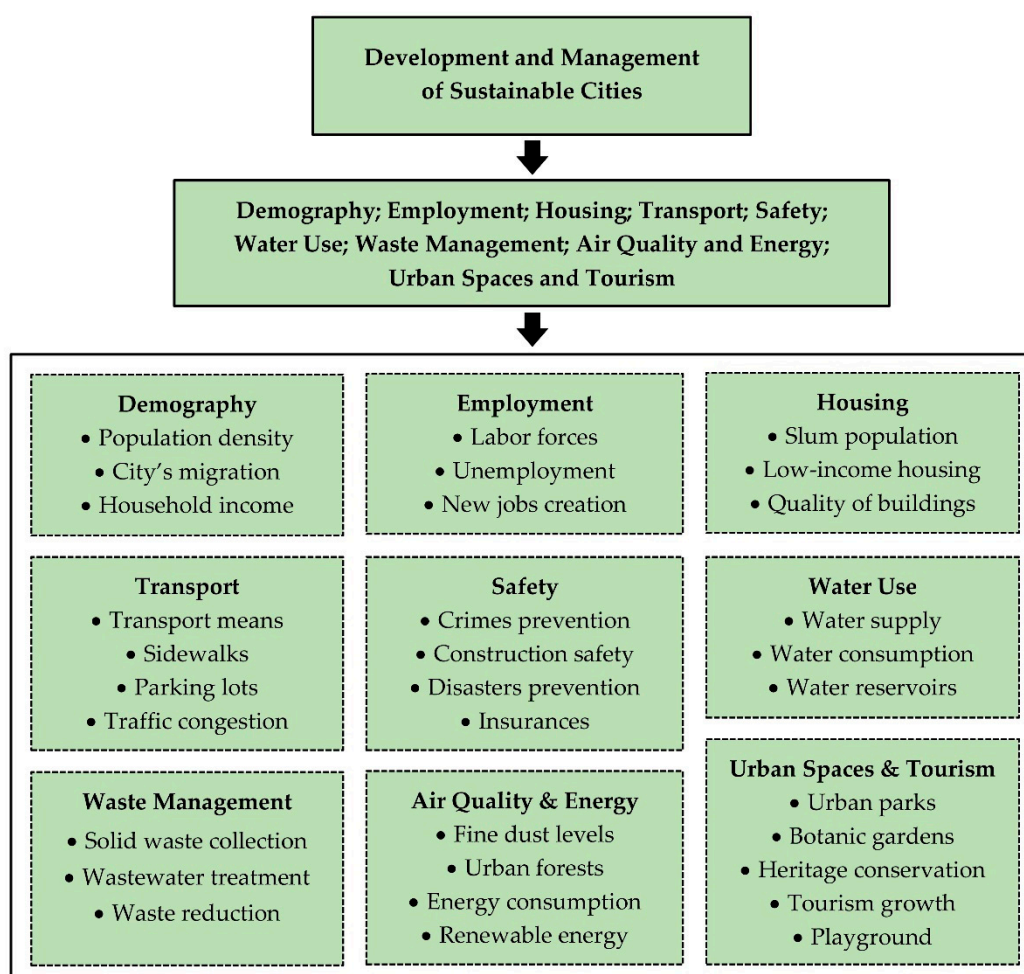 Development and Management
of Sustainable Cities
Demography; Employment; Housing; Transport; Safety;
Water Use; Waste Management; Air Quality and Energy;
Urban Spaces and Tourism
Demography
• Population density
• City’s migration
• Household income
Employment
• Labor forces
• Unemployment
• New jobs creation
Housing
• Slum population
• Low-income housing
• Quality of buildings
Transport
• Transport means
• Sidewalks
• Parking lots
• Traffic congestion
Safety
• Crimes prevention
• Construction safety
• Disasters prevention
• Insurances
Water Use
• Water supply
• Water consumption
• Water reservoirs
Waste Management
• Solid waste collection
• Wastewater treatment
• Waste reduction
Air Quality & Energy
• Fine dust levels
• Urban forests
• Energy consumption
• Renewable energy
Urban Spaces & Tourism
• Urban parks
• Botanic gardens
• Heritage conservation
• Tourism growth
• Playground